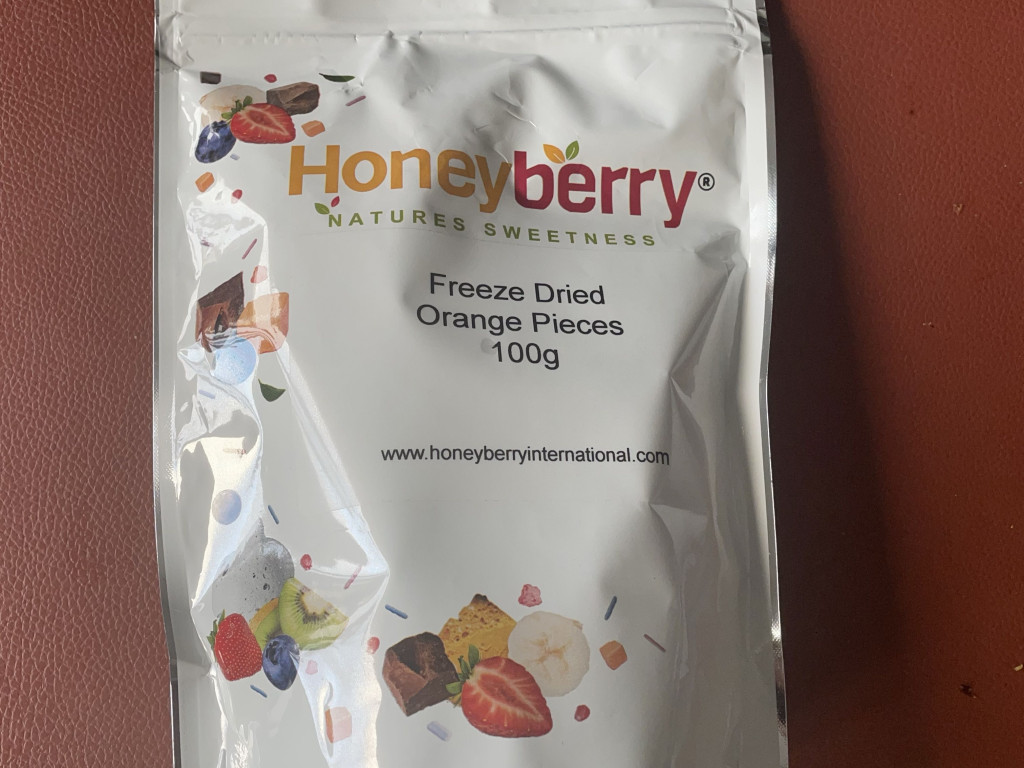 Honeyberry®
NATURES SWEETNESS
Freeze Dried
Orange Pieces
100g
www.honeyberryinternational.com